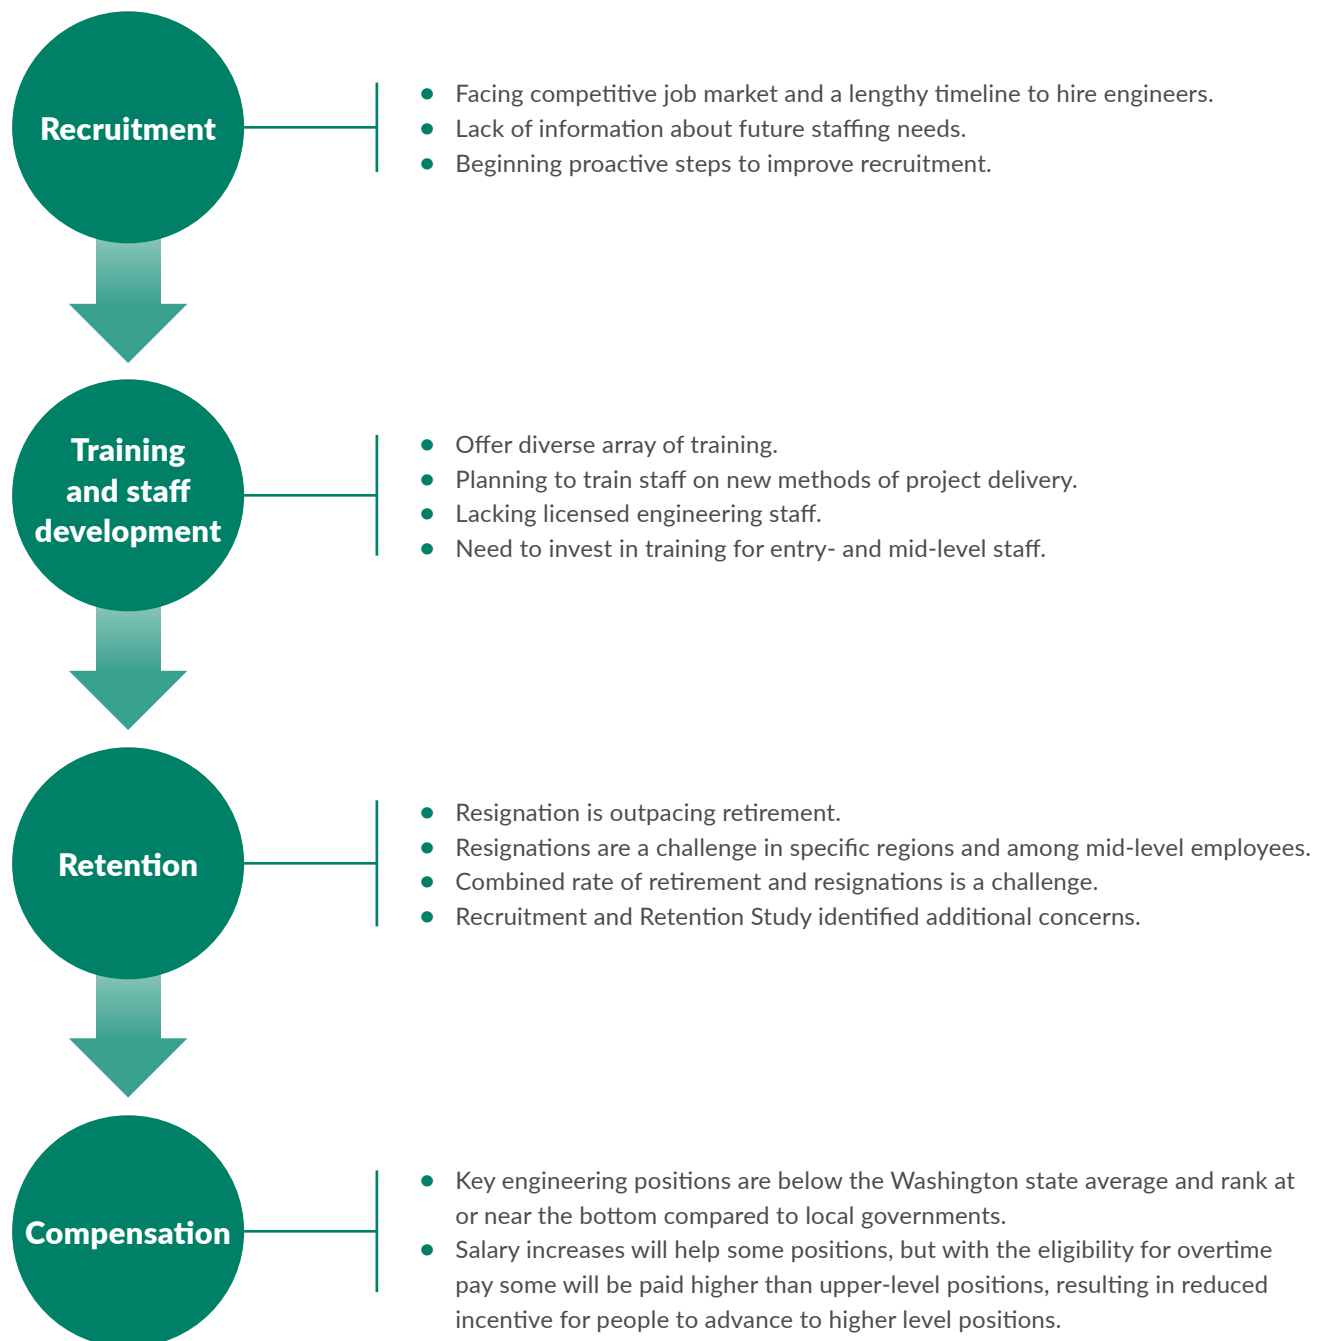 Recruitment
Facing competitive job market and a lengthy timeline to hire engineers.
Lack of information about future staffing needs.
Beginning proactive steps to improve recruitment.
Training
and staff
development
Offer diverse array of training.
Planning to train staff on new methods of project delivery.
Lacking licensed engineering staff.
Need to invest in training for entry- and mid-level staff.
Retention
Resignation is outpacing retirement.
Resignations are a challenge in specific regions and among mid-level employees.
Combined rate of retirement and resignations is a challenge.
Recruitment and Retention Study identified additional concerns.
Compensation
Key engineering positions are below the Washington state average and rank at
or near the bottom compared to local governments.
Salary increases will help some positions, but with the eligibility for overtime
pay some will be paid higher than upper-level positions, resulting in reduced
incentive for people to advance to higher level positions.